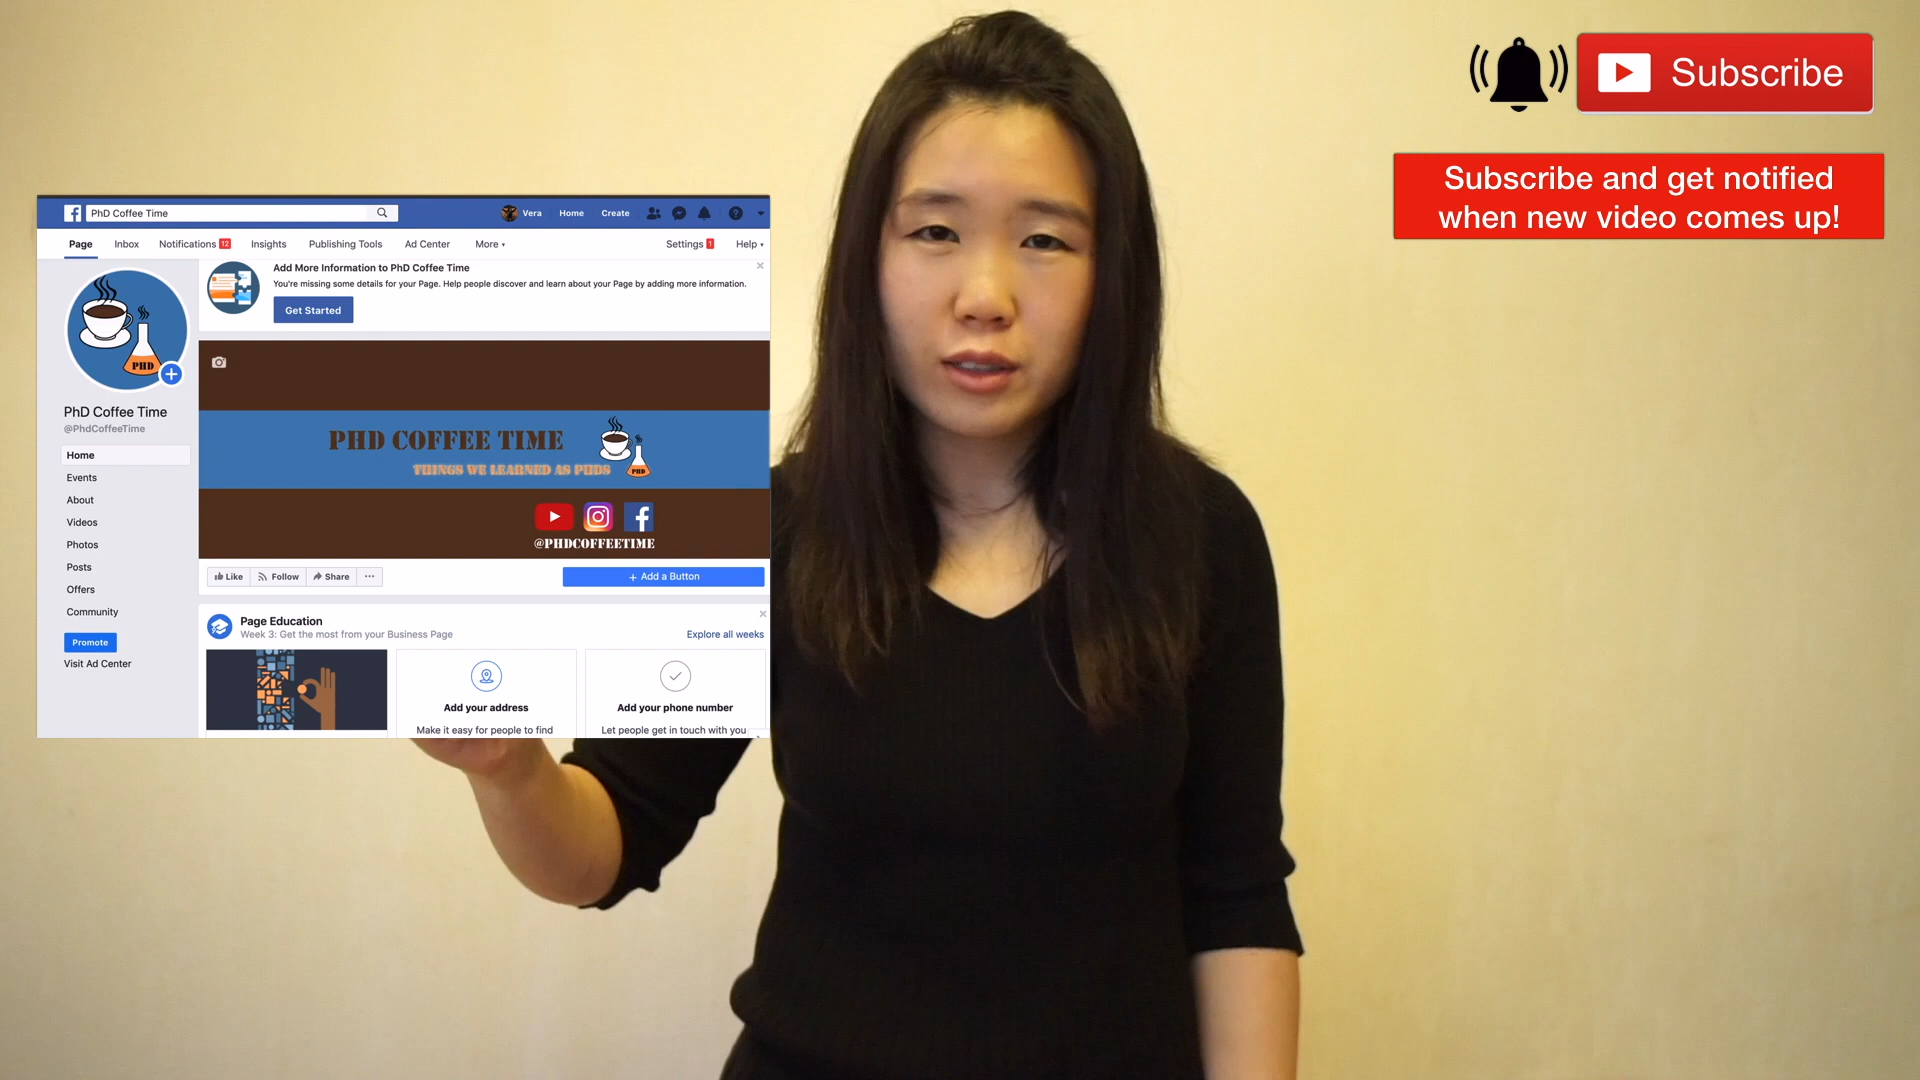 Subscribe
Subscribe and get notified
when new video comes up!
PhD Coffee Time
Vera Home Create
Page Inbox Notifications 12 Insights Publishing Tools Ad Center More Settings 1 Help
Add More Information to PhD Coffee Time
You're missing some details for your Page. Help people discover and learn about your Page by adding more information.
Get Started
PHD
PhD Coffee Time
@PhdCoffeeTime
Home
Events
About
Videos
Photos
Posts
Offers
Community
Promote
Visit Ad Center
PHD COFFEE TIME
THINGS WE LEARNED AS PHDS
PHD
@PHDCOFFEETIME
Like Follow Share ... + Add a Button
Page Education
Week 3: Get the most from your Business Page
Explore all weeks
Add your address
Make it easy for people to find
Add your phone number
Let people get in touch with you